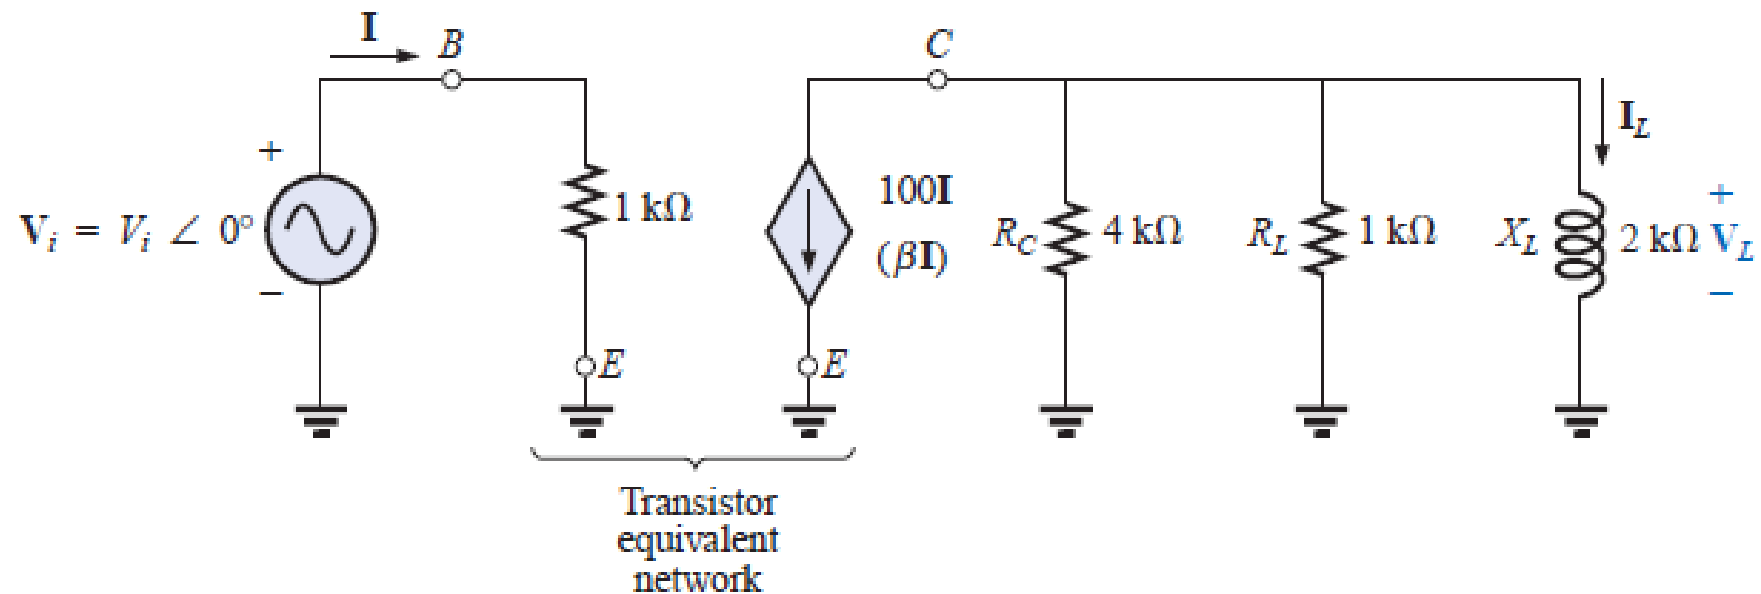 I
B
C
I_L
+
V_i = V_i ∠ 0°
−
1 kΩ
E
100I
(βI)
E
R_C
4 kΩ
R_L
1 kΩ
X_L
2 kΩ
+
V_L
−
Transistor
equivalent
network